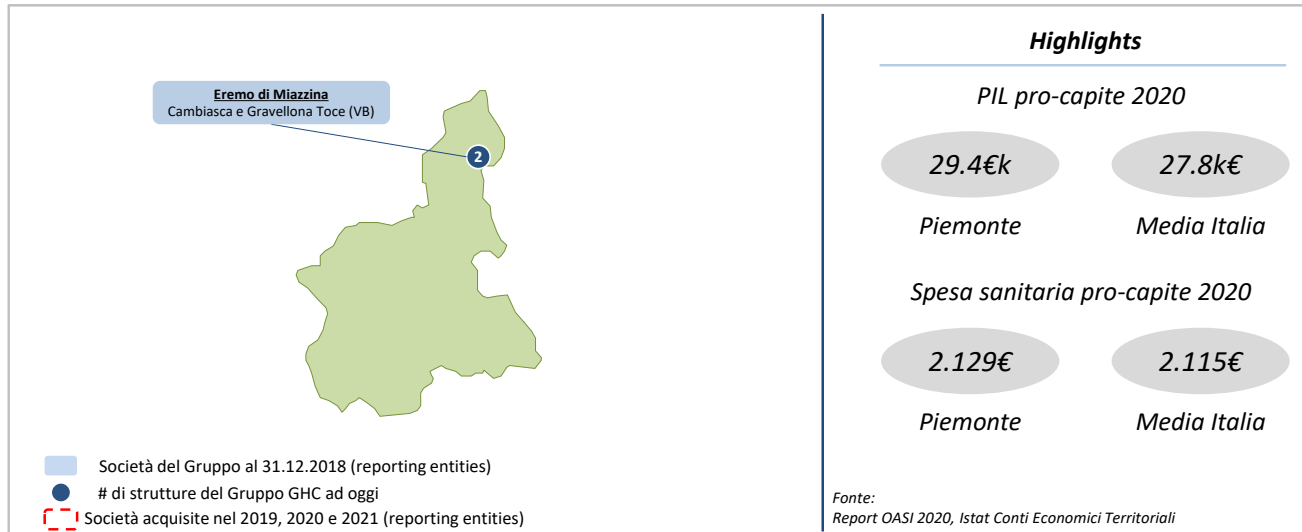 Eremo di Miazzina
Cambiasca e Gravellona Toce (VB)
2
Società del Gruppo al 31.12.2018 (reporting entities)
# di strutture del Gruppo GHC ad oggi
Società acquisite nel 2019, 2020 e 2021 (reporting entities)
Highlights
PIL pro-capite 2020
29.4€k 27.8k€
Piemonte Media Italia
Spesa sanitaria pro-capite 2020
2.129€ 2.115€
Piemonte Media Italia
Fonte:
Report OASI 2020, Istat Conti Economici Territoriali